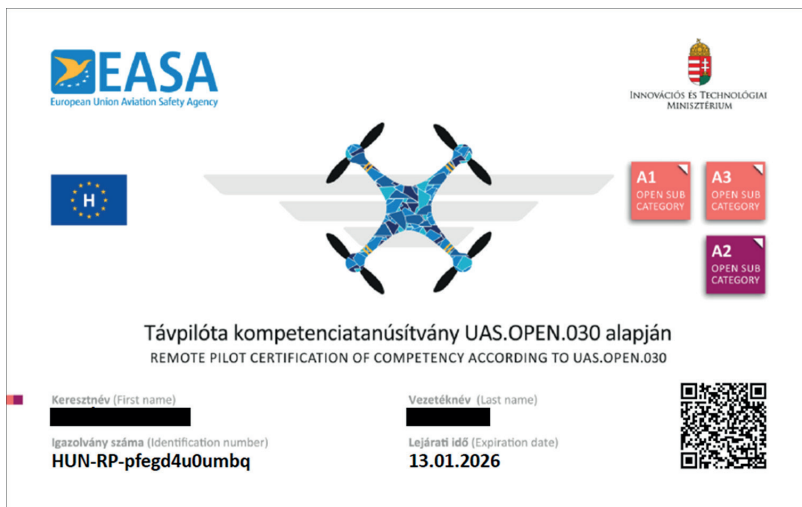 EASA
European Union Aviation Safety Agency
INNOVÁCIÓS ÉS TECHNOLÓGIAI
MINISZTÉRIUM
H
A1
OPEN SUB
CATEGORY
A3
OPEN SUB
CATEGORY
A2
OPEN SUB
CATEGORY
Távpilóta kompetenciatanúsítvány UAS.OPEN.030 alapján
REMOTE PILOT CERTIFICATION OF COMPETENCY ACCORDING TO UAS.OPEN.030
Keresztnév (First name)
Vezetéknév (Last name)
Igazolvány száma (Identification number)
HUN-RP-pfegd4u0umbq
Lejárati idő (Expiration date)
13.01.2026